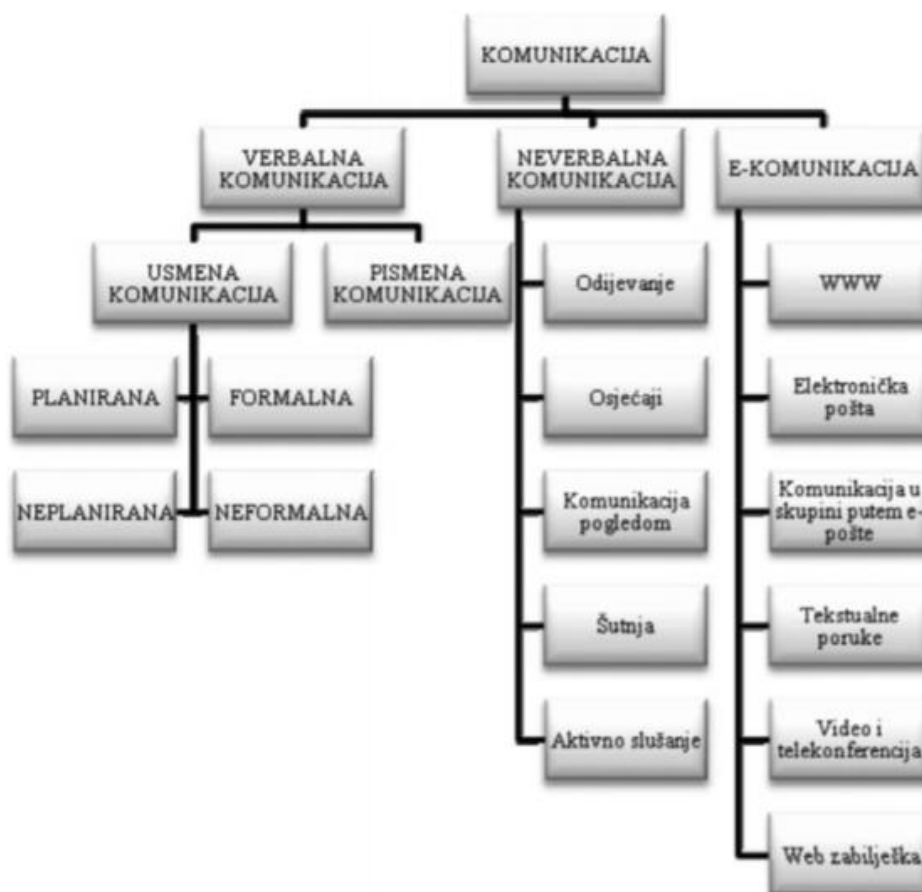 KOMUNIKACIJA
VERBALNA
KOMUNIKACIJA
NEVERBALNA
KOMUNIKACIJA
E-KOMUNIKACIJA
USMENA
KOMUNIKACIJA
PISMENA
KOMUNIKACIJA
PLANIRANA
FORMALNA
NEPLANIRANA
NEFORMALNA
Odijevanje
Osjećaji
Komunikacija
pogledom
Šutnja
Aktivno slušanje
WWW
Elektronička
pošta
Komunikacija u
skupini putem e-
pošte
Tekstualne
poruke
Video i
telekonferencija
Web zabilješka